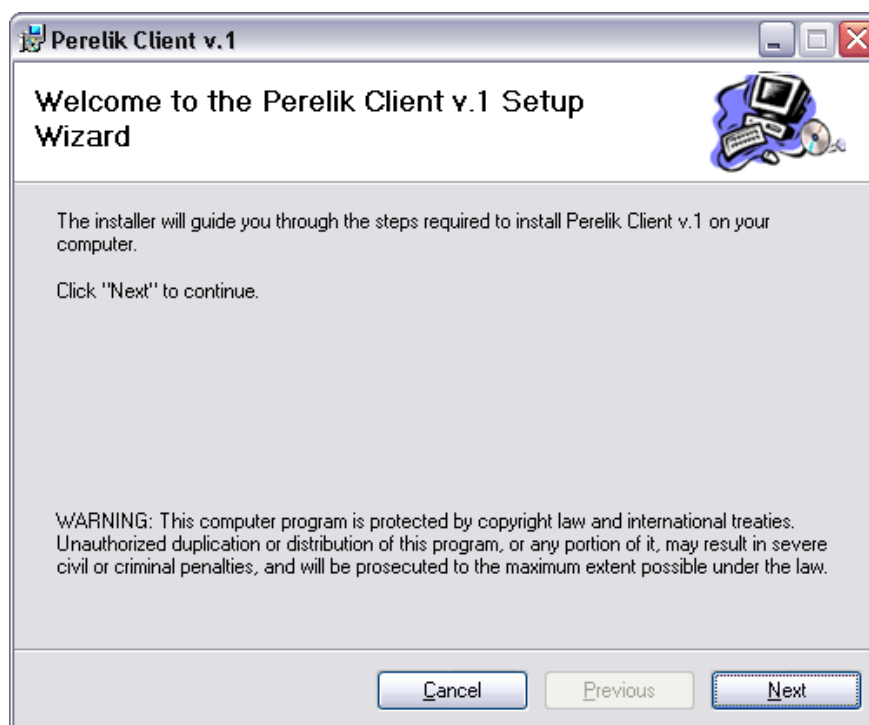 Perelik Client v.1
Welcome to the Perelik Client v.1 Setup
Wizard
The installer will guide you through the steps required to install Perelik Client v.1 on your
computer.
Click "Next" to continue.
WARNING: This computer program is protected by copyright law and international treaties.
Unauthorized duplication or distribution of this program, or any portion of it, may result in severe
civil or criminal penalties, and will be prosecuted to the maximum extent possible under the law.
Cancel Previous Next